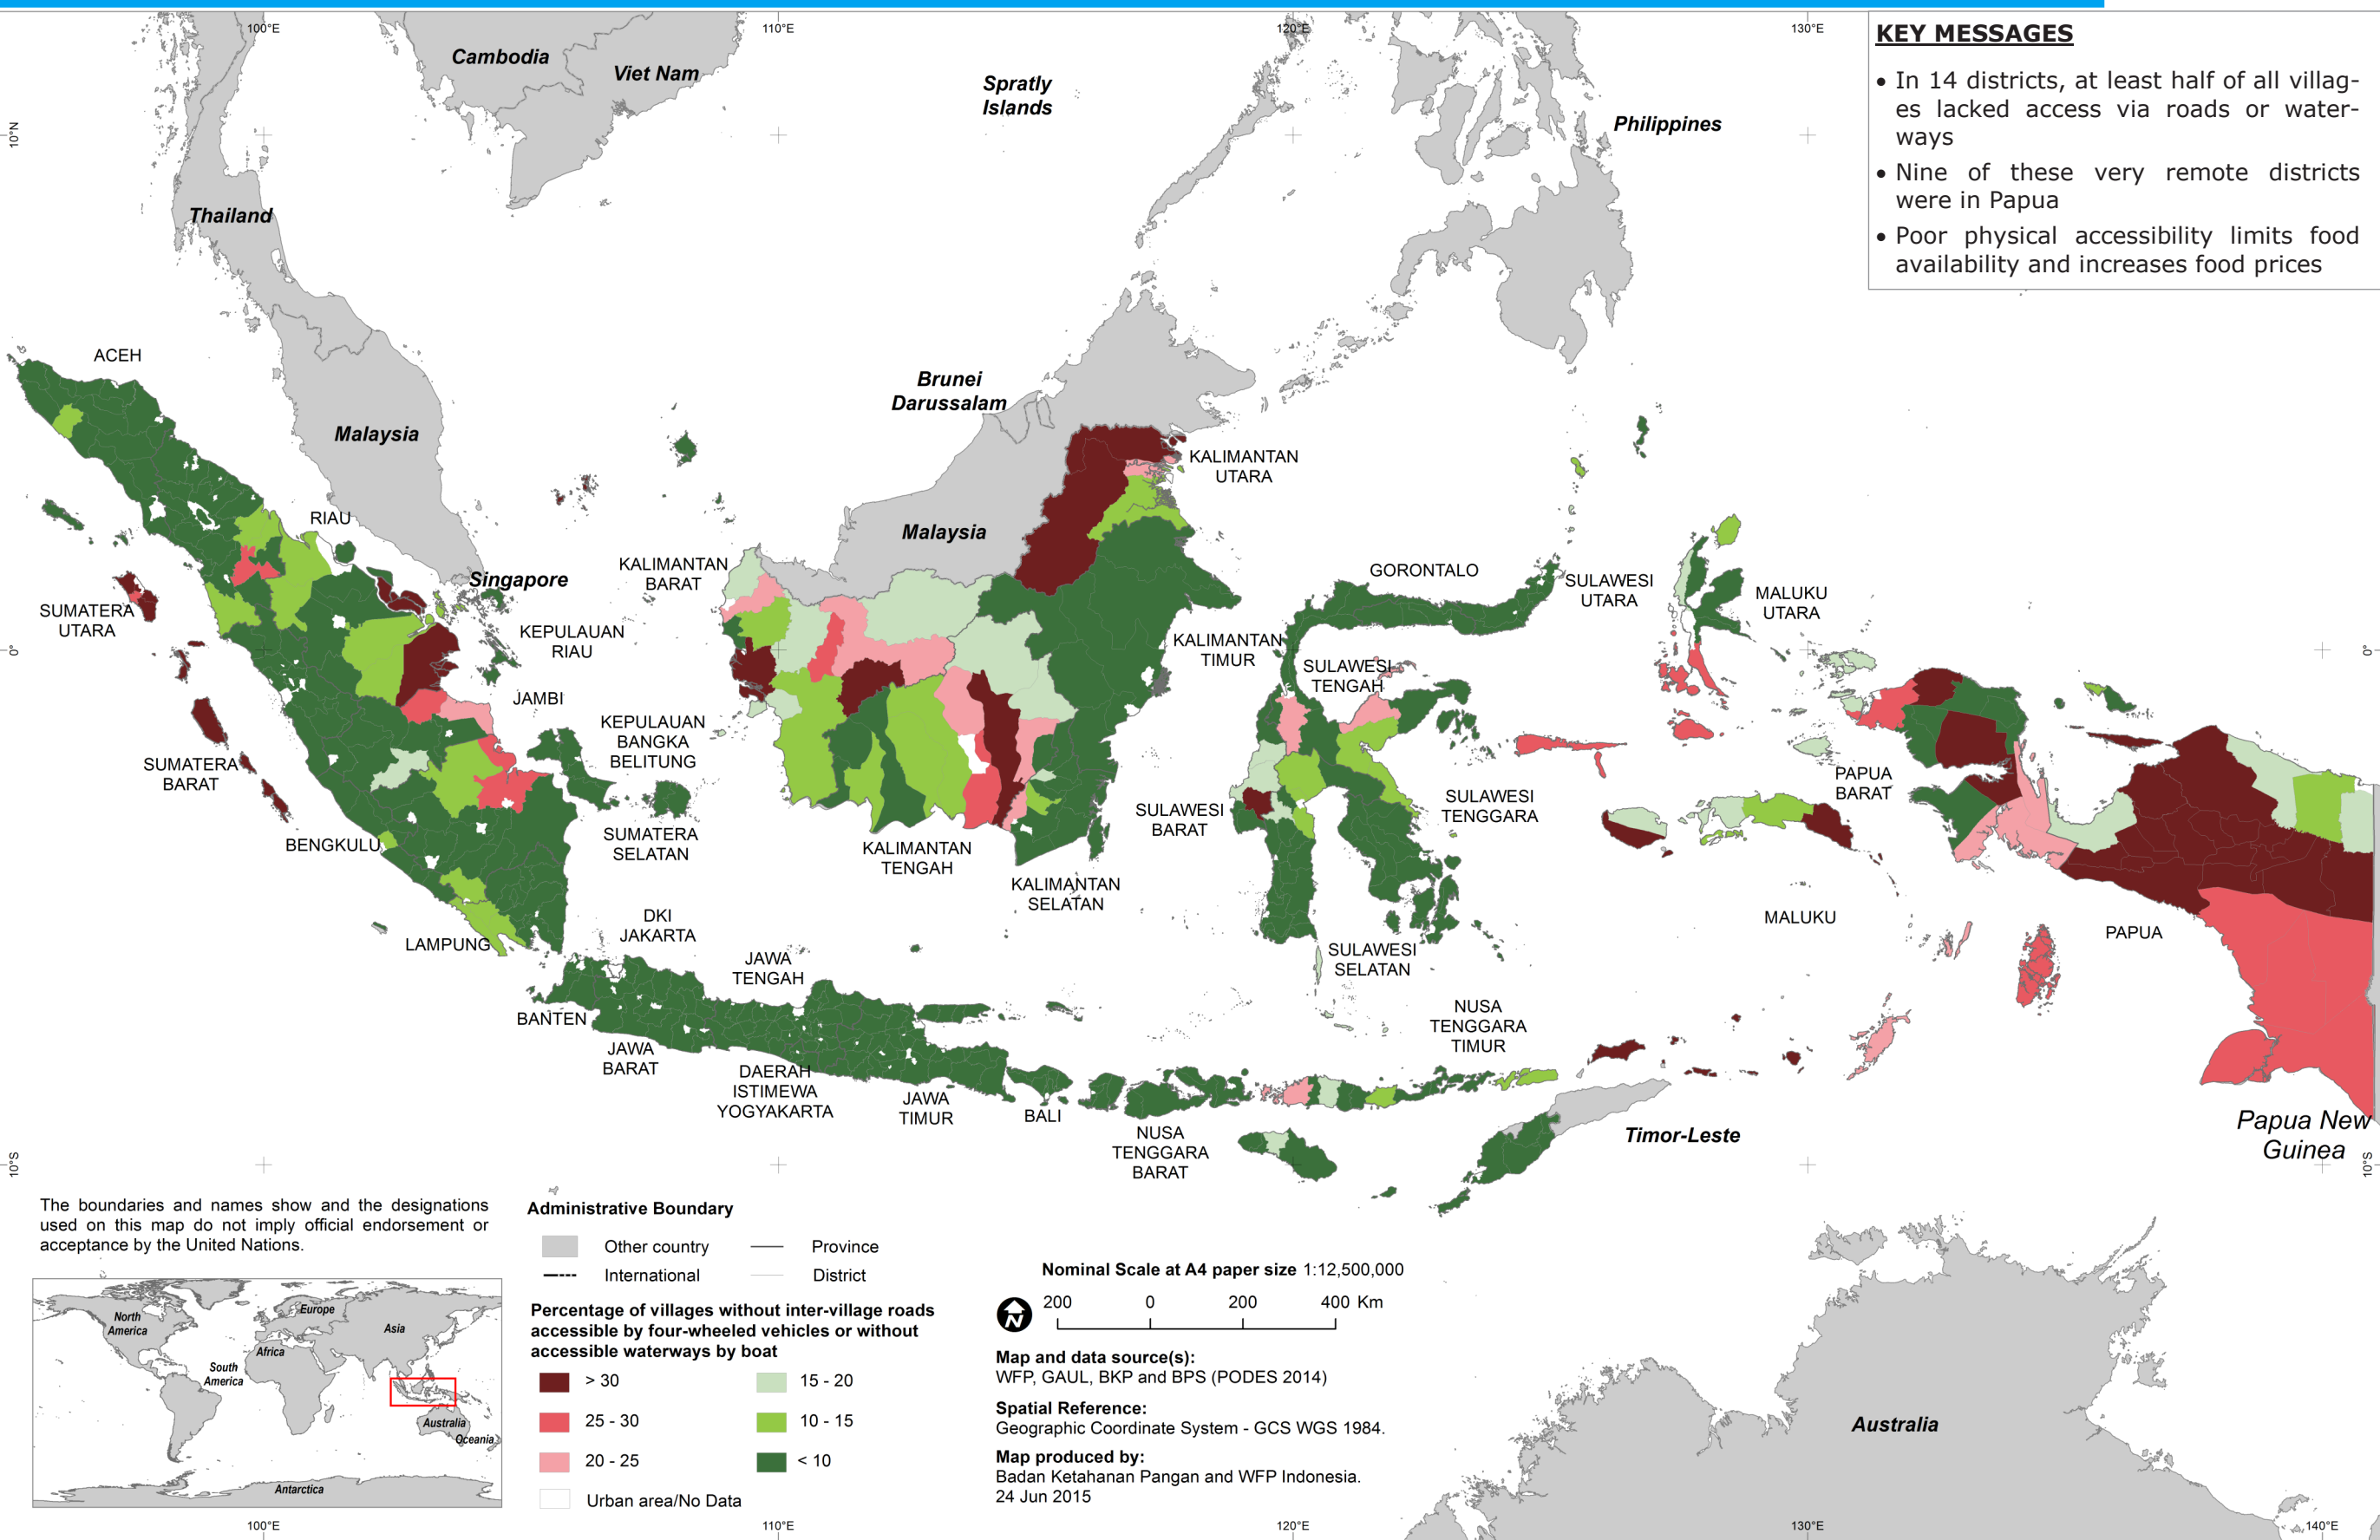 100°E
110°E
120°E
130°E
KEY MESSAGES
• In 14 districts, at least half of all villag-
es lacked access via roads or water-
ways
• Nine of these very remote districts
were in Papua
• Poor physical accessibility limits food
availability and increases food prices
Cambodia
Viet Nam
Spratly
Islands
Philippines
10°N
Thailand
ACEH
Malaysia
Brunei
Darussalam
KALIMANTAN
UTARA
RIAU
Malaysia
KALIMANTAN
BARAT
Singapore
GORONTALO
SULAWESI
UTARA
MALUKU
UTARA
SUMATERA
UTARA
KEPULAUAN
RIAU
KALIMANTAN
TIMUR
0°
0°
SULAWESI
TENGAH
JAMBI
KEPULAUAN
BANGKA
BELITUNG
SUMATERA
BARAT
PAPUA
BARAT
SULAWESI
BARAT
SULAWESI
TENGGARA
BENGKULU
SUMATERA
SELATAN
KALIMANTAN
TENGAH
KALIMANTAN
SELATAN
MALUKU
PAPUA
LAMPUNG
DKI
JAKARTA
JAWA
TENGAH
SULAWESI
SELATAN
BANTEN
NUSA
TENGGARA
TIMUR
JAWA
BARAT
DAERAH
ISTIMEWA
YOGYAKARTA
JAWA
TIMUR
BALI
NUSA
TENGGARA
BARAT
Timor-Leste
Papua New
Guinea
10°S
10°S
The boundaries and names show and the designations
used on this map do not imply official endorsement or
acceptance by the United Nations.
North
America
Europe
Asia
Africa
South
America
Australia
Oceania
Antarctica
Administrative Boundary
Other country
Province
International
District
Percentage of villages without inter-village roads
accessible by four-wheeled vehicles or without
accessible waterways by boat
> 30
15 - 20
25 - 30
10 - 15
20 - 25
< 10
Urban area/No Data
Nominal Scale at A4 paper size 1:12,500,000
N
200 0 200 400 Km
Map and data source(s):
WFP, GAUL, BKP and BPS (PODES 2014)
Spatial Reference:
Geographic Coordinate System - GCS WGS 1984.
Map produced by:
Badan Ketahanan Pangan and WFP Indonesia.
24 Jun 2015
Australia
100°E
110°E
120°E
130°E
140°E